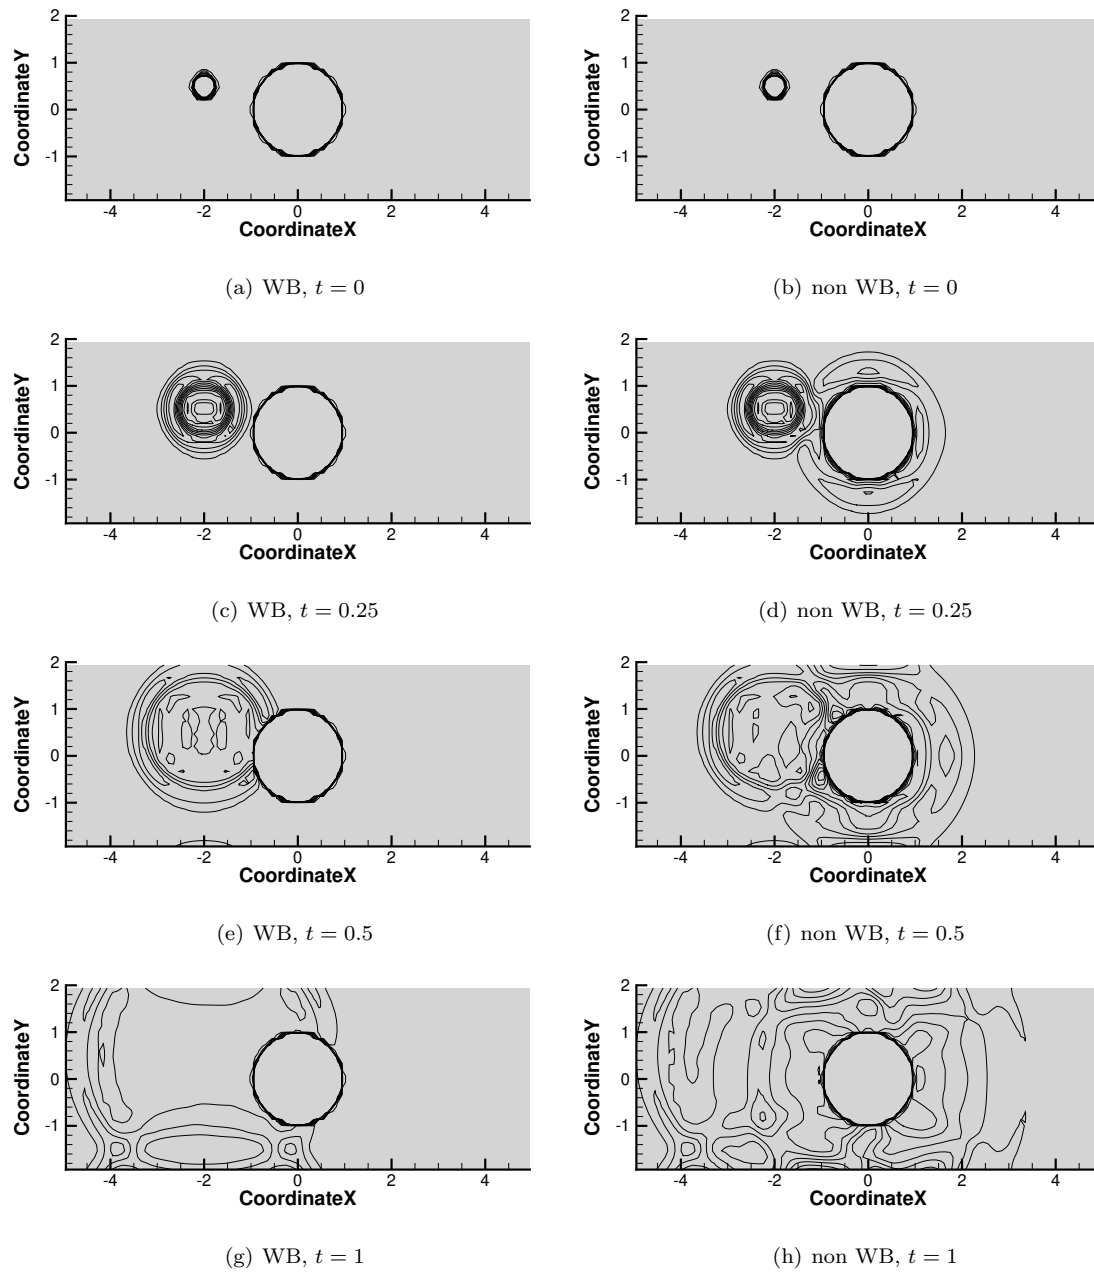 2
2
1
1
CoordinateY
0
CoordinateY
0
-1
-1
-4 -2 0 2 4
-4 -2 0 2 4
CoordinateX
CoordinateX
(a) WB, t = 0
(b) non WB, t = 0
2
2
1
1
CoordinateY
0
CoordinateY
0
-1
-1
-4 -2 0 2 4
-4 -2 0 2 4
CoordinateX
CoordinateX
(c) WB, t = 0.25
(d) non WB, t = 0.25
2
2
1
1
CoordinateY
0
CoordinateY
0
-1
-1
-4 -2 0 2 4
-4 -2 0 2 4
CoordinateX
CoordinateX
(e) WB, t = 0.5
(f) non WB, t = 0.5
2
2
1
1
CoordinateY
0
CoordinateY
0
-1
-1
-4 -2 0 2 4
-4 -2 0 2 4
CoordinateX
CoordinateX
(g) WB, t = 1
(h) non WB, t = 1